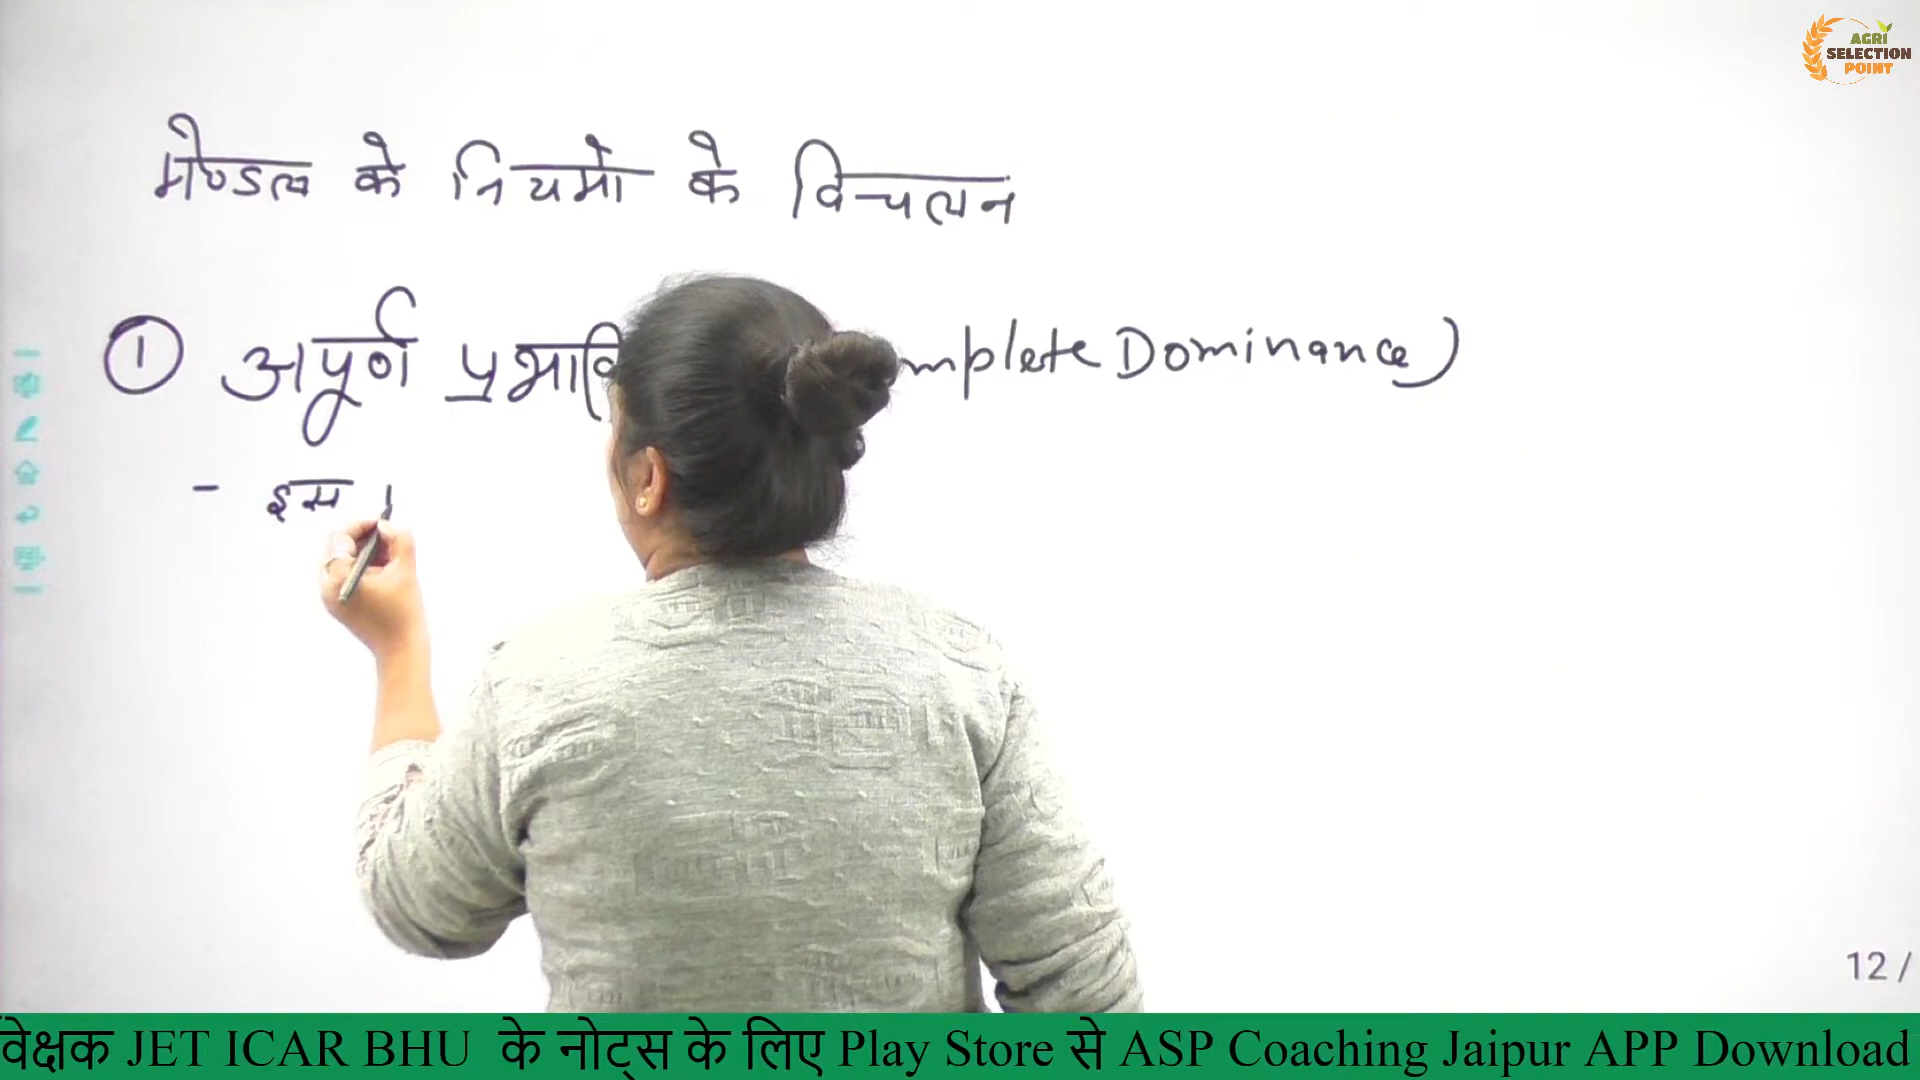 AGRI
SELECTION
POINT
मेण्डल के नियमो के विचलन
① अपूर्ण प्रभावि mplete Dominance)
- इस
12 /
वेक्षक JET ICAR BHU के नोट्स के लिए Play Store से ASP Coaching Jaipur APP Download